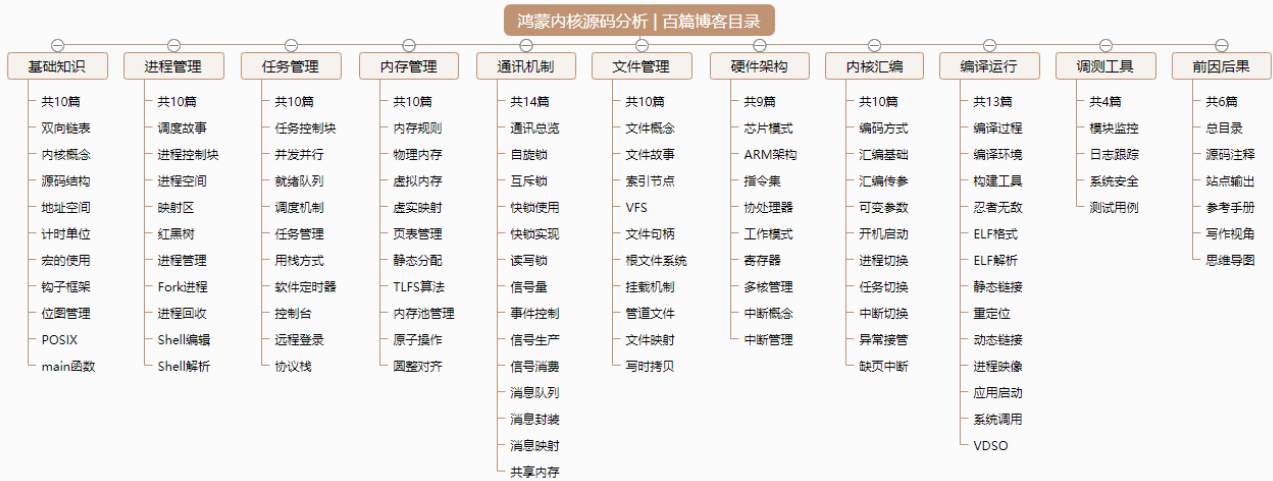 鸿蒙内核源码分析 | 百篇博客目录
基础知识
共10篇
双向链表
内核概念
源码结构
地址空间
计时单位
宏的使用
钩子框架
位图管理
POSIX
main函数
进程管理
共10篇
调度故事
进程控制块
进程空间
映射区
红黑树
进程管理
Fork进程
进程回收
Shell编辑
Shell解析
任务管理
共10篇
任务控制块
并发并行
就绪队列
调度机制
任务管理
用栈方式
软件定时器
控制台
远程登录
协议栈
内存管理
共10篇
内存规则
物理内存
虚拟内存
虚实映射
页表管理
静态分配
TLFS算法
内存池管理
原子操作
圆整对齐
通讯机制
共14篇
通讯总览
自旋锁
互斥锁
快锁使用
快锁实现
读写锁
信号量
事件控制
信号生产
信号消费
消息队列
消息封装
消息映射
共享内存
文件管理
共10篇
文件概念
文件故事
索引节点
VFS
文件句柄
根文件系统
挂载机制
管道文件
文件映射
写时拷贝
硬件架构
共9篇
芯片模式
ARM架构
指令集
协处理器
工作模式
寄存器
多核管理
中断概念
中断管理
内核汇编
共10篇
编码方式
汇编基础
汇编传参
可变参数
开机启动
进程切换
任务切换
中断切换
异常接管
缺页中断
编译运行
共13篇
编译过程
编译环境
构建工具
忍者无敌
ELF格式
ELF解析
静态链接
重定位
动态链接
进程映像
应用启动
系统调用
VDSO
调测工具
共4篇
模块监控
日志跟踪
系统安全
测试用例
前因后果
共6篇
总目录
源码注释
站点输出
参考手册
写作视角
思维导图